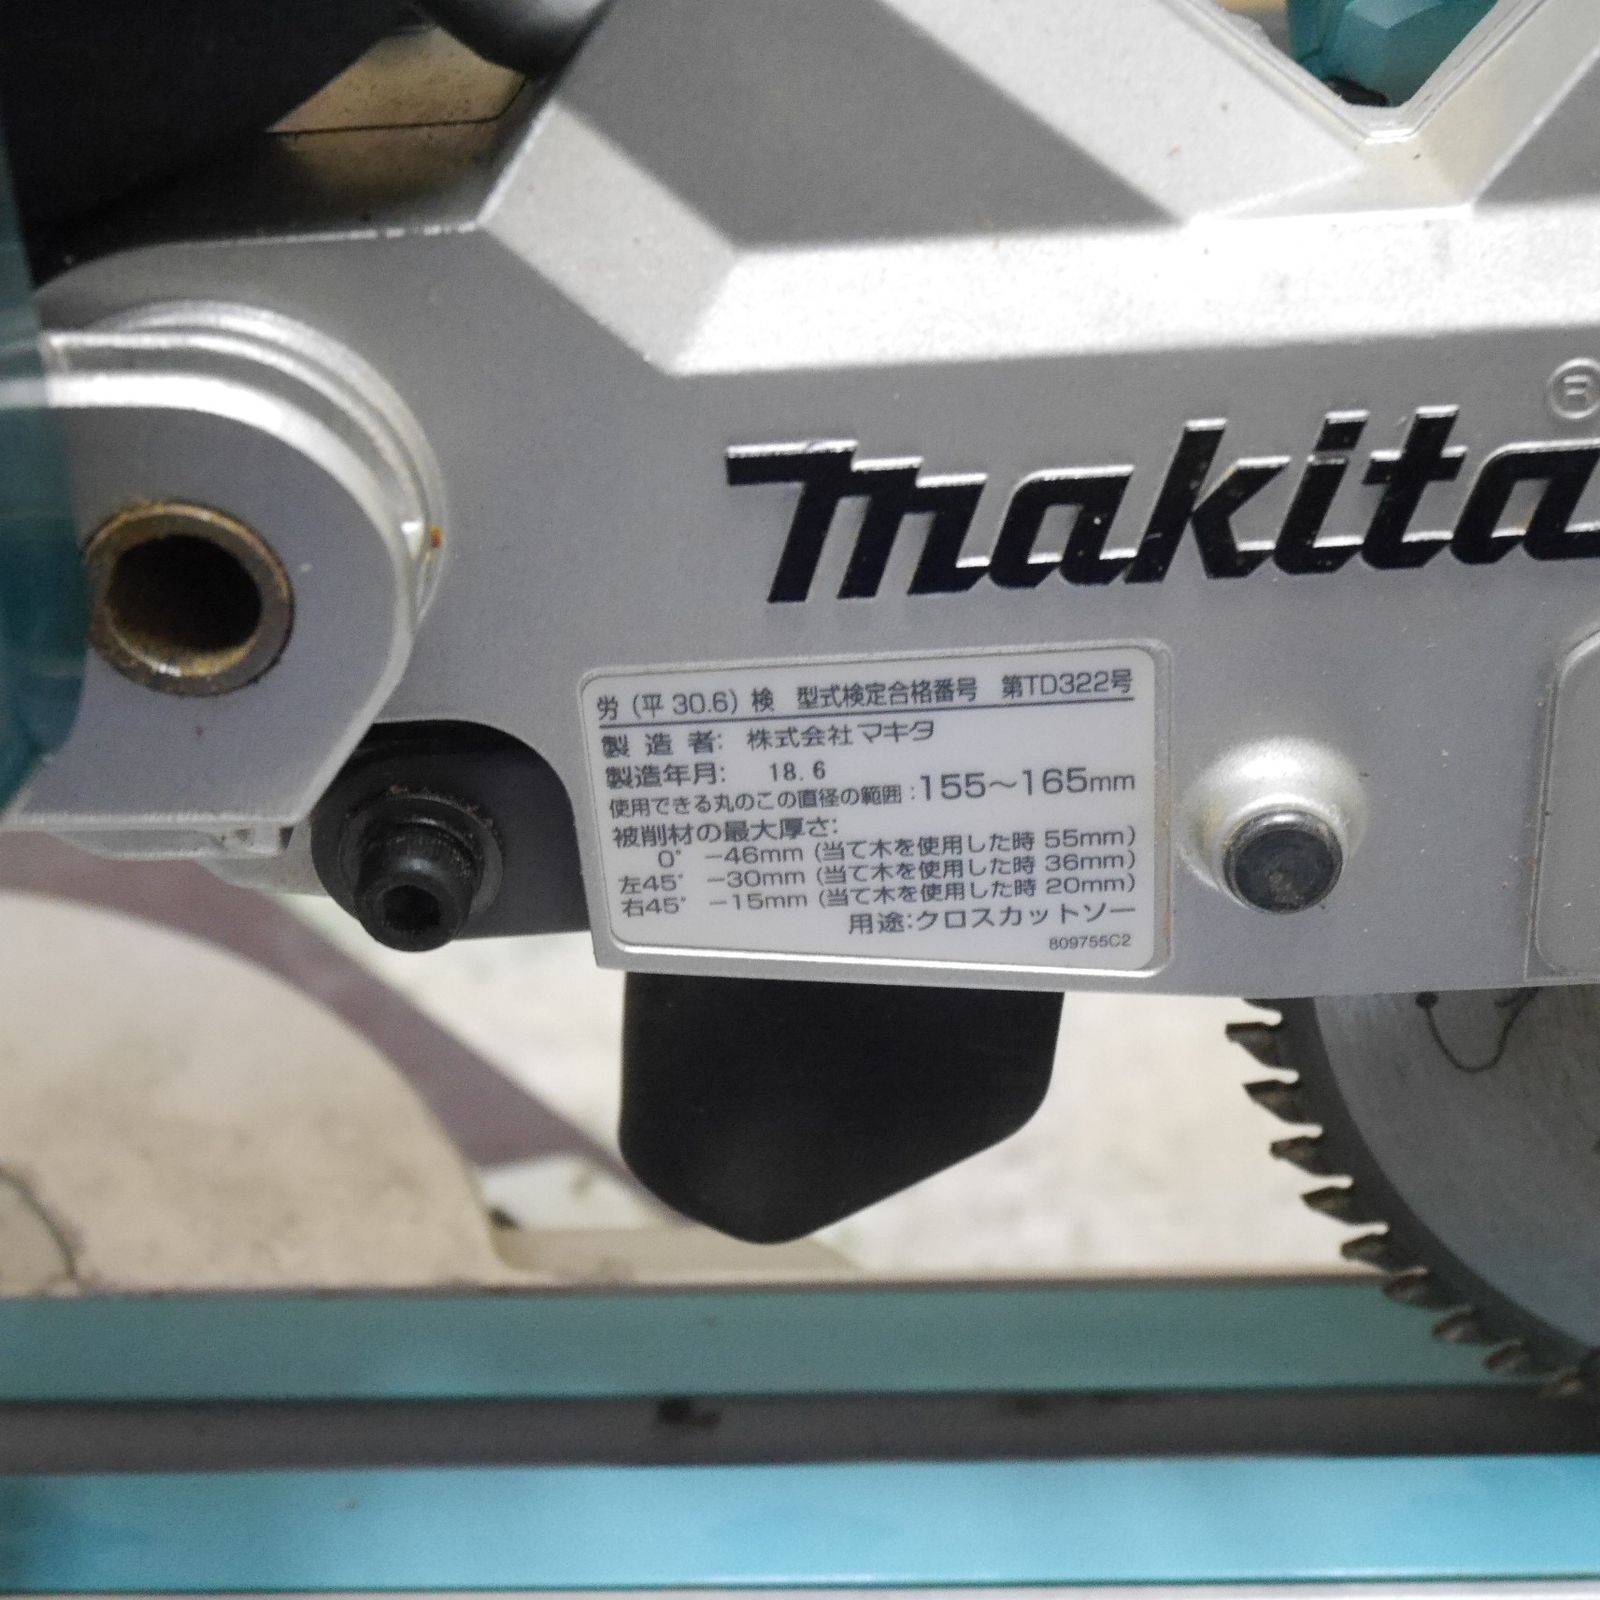 makita®
労(平 30.6)検 型式検定合格番号 第TD322号
製造者: 株式会社マキタ
製造年月: 18.6
使用できる丸のこの直径の範囲:155～165mm
被削材の最大厚さ:
0° －46mm (当て木を使用した時 55mm)
左45° －30mm (当て木を使用した時 36mm)
右45° －15mm (当て木を使用した時 20mm)
用途:クロスカットソー
809755C2